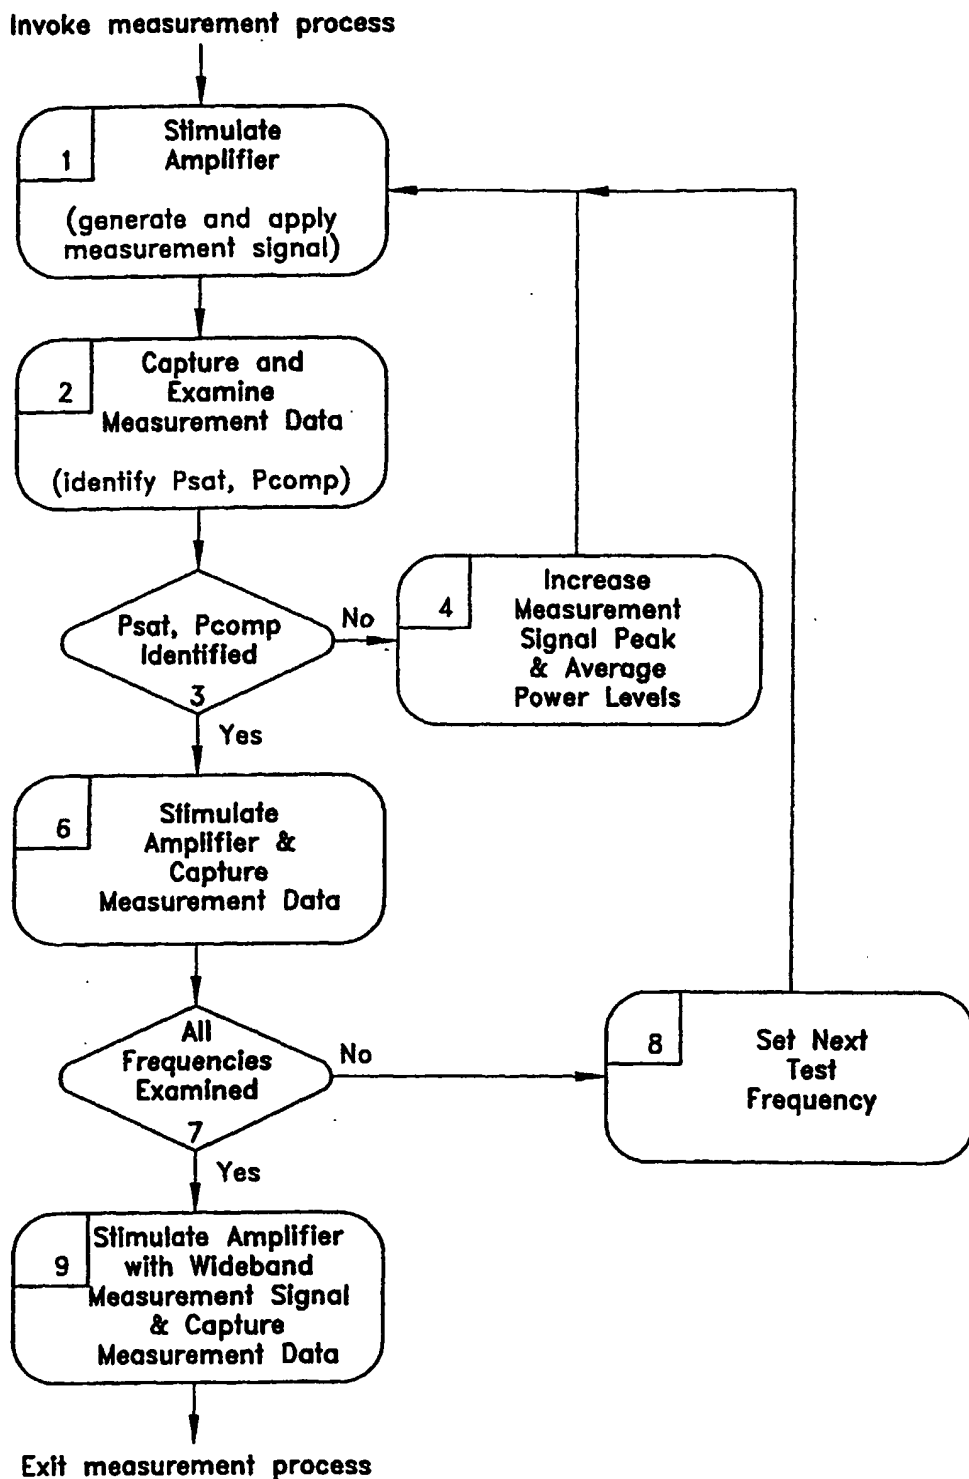 Invoke measurement process
1
Stimulate
Amplifier
(generate and apply
measurement signal)
2
Capture and
Examine
Measurement Data
(identify Psat, Pcomp)
Psat, Pcomp
Identified
3
No
Yes
4
Increase
Measurement
Signal Peak
& Average
Power Levels
6
Stimulate
Amplifier &
Capture
Measurement Data
All
Frequencies
Examined
7
No
Yes
8
Set Next
Test
Frequency
9
Stimulate Amplifier
with Wideband
Measurement Signal
& Capture
Measurement Data
Exit measurement process